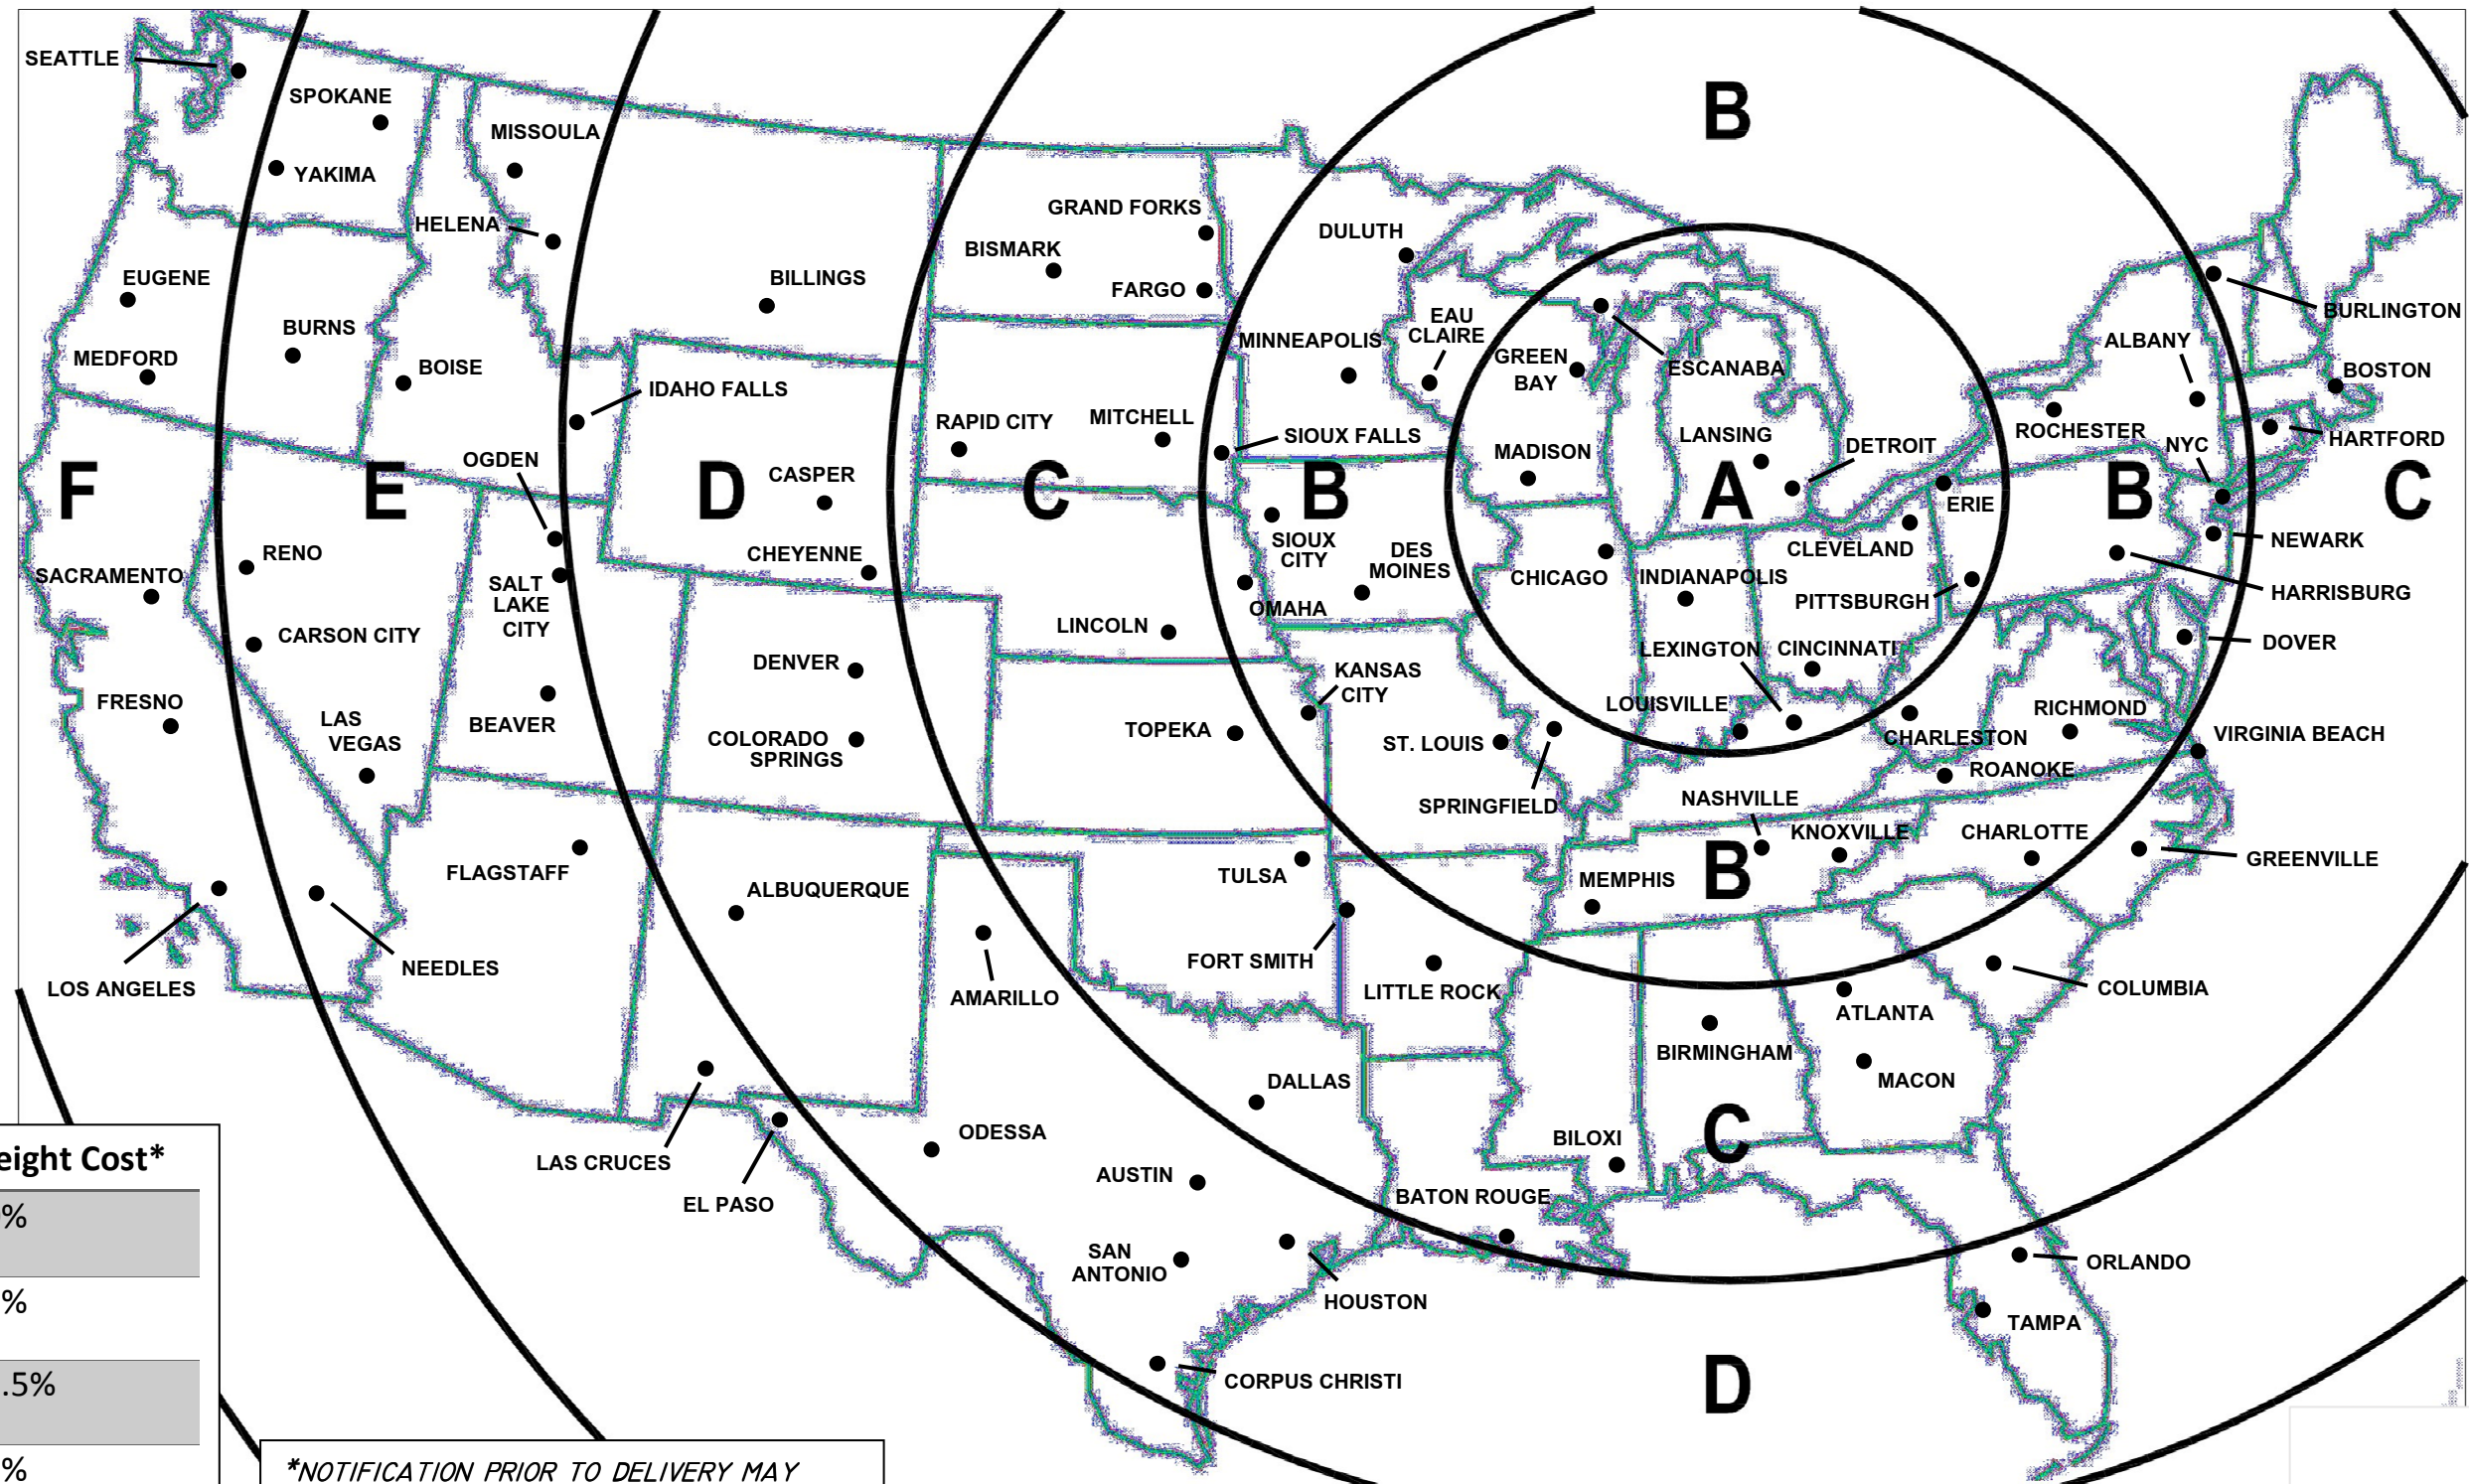 SEATTLE
SPOKANE
MISSOULA
YAKIMA
HELENA
EUGENE
BURNS
MEDFORD
BOISE
BILLINGS
IDAHO FALLS
GRAND FORKS
BISMARK
FARGO
B
DULUTH
MINNEAPOLIS
EAU
CLAIRE
GREEN
BAY
ESCANABA
BURLINGTON
ALBANY
BOSTON
RAPID CITY
MITCHELL
SIOUX FALLS
MADISON
LANSING
DETROIT
ROCHESTER
NYC
HARTFORD
OGDEN
CASPER
F
E
D
C
B
A
B
C
ERIE
RENO
CHEYENNE
SIOUX
CITY
DES
MOINES
CHICAGO
CLEVELAND
NEWARK
SACRAMENTO
SALT
LAKE
CITY
INDIANAPOLIS
PITTSBURGH
HARRISBURG
CARSON CITY
LINCOLN
OMAHA
LEXINGTON
CINCINNATI
DOVER
DENVER
KANSAS
CITY
FRESNO
LAS
VEGAS
BEAVER
COLORADO
SPRINGS
TOPEKA
ST. LOUIS
LOUISVILLE
CHARLESTON
RICHMOND
VIRGINIA BEACH
SPRINGFIELD
NASHVILLE
ROANOKE
KNOXVILLE
CHARLOTTE
GREENVILLE
FLAGSTAFF
ALBUQUERQUE
TULSA
MEMPHIS
B
LOS ANGELES
NEEDLES
AMARILLO
FORT SMITH
LITTLE ROCK
ATLANTA
COLUMBIA
BIRMINGHAM
MACON
DALLAS
C
LAS CRUCES
EL PASO
ODESSA
AUSTIN
BILOXI
BATON ROUGE
SAN
ANTONIO
HOUSTON
ORLANDO
TAMPA
CORPUS CHRISTI
D
eight Cost*
%
%
.5%
%
*NOTIFICATION PRIOR TO DELIVERY MAY